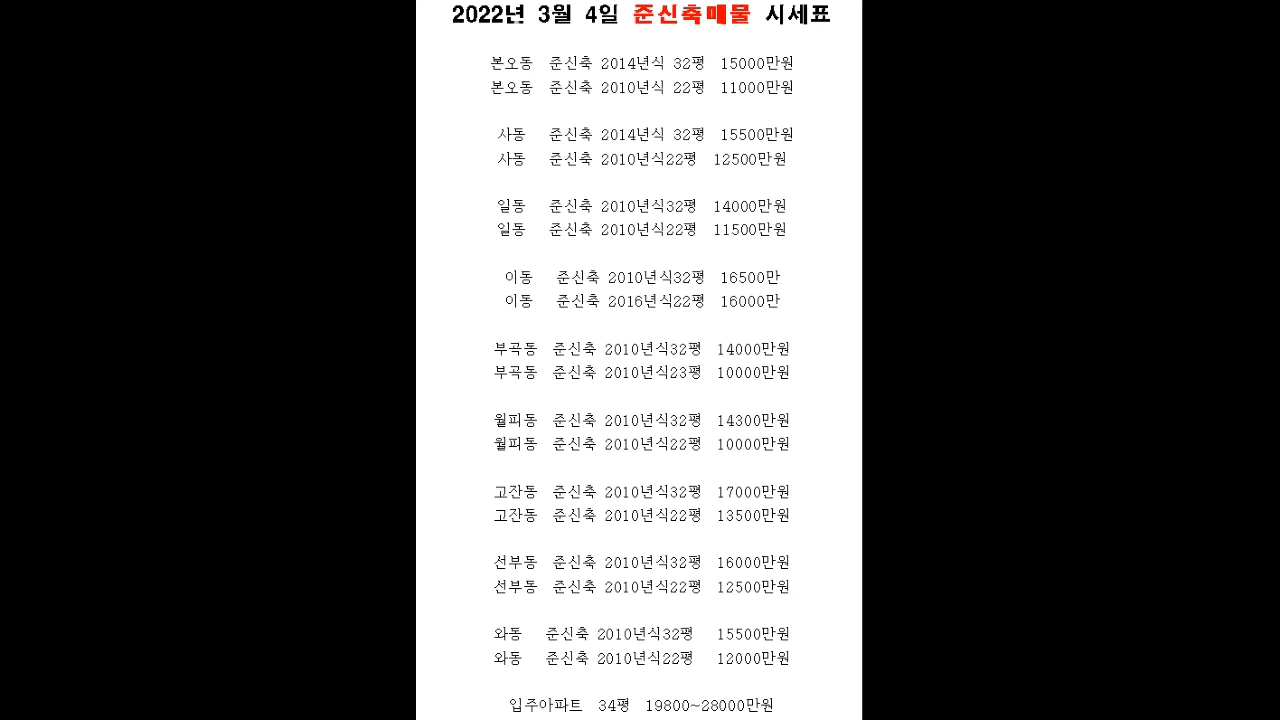 2022년 3월 4일 준신축매물 시세표
본오동 준신축 2014년식 32평 15000만원
본오동 준신축 2010년식 22평 11000만원
사동 준신축 2014년식 32평 15500만원
사동 준신축 2010년식22평 12500만원
일동 준신축 2010년식32평 14000만원
일동 준신축 2010년식22평 11500만원
이동 준신축 2010년식32평 16500만
이동 준신축 2016년식22평 16000만
부곡동 준신축 2010년식32평 14000만원
부곡동 준신축 2010년식23평 10000만원
월피동 준신축 2010년식32평 14300만원
월피동 준신축 2010년식22평 10000만원
고잔동 준신축 2010년식32평 17000만원
고잔동 준신축 2010년식22평 13500만원
선부동 준신축 2010년식32평 16000만원
선부동 준신축 2010년식22평 12500만원
와동 준신축 2010년식32평 15500만원
와동 준신축 2010년식22평 12000만원
입주아파트 34평 19800~28000만원